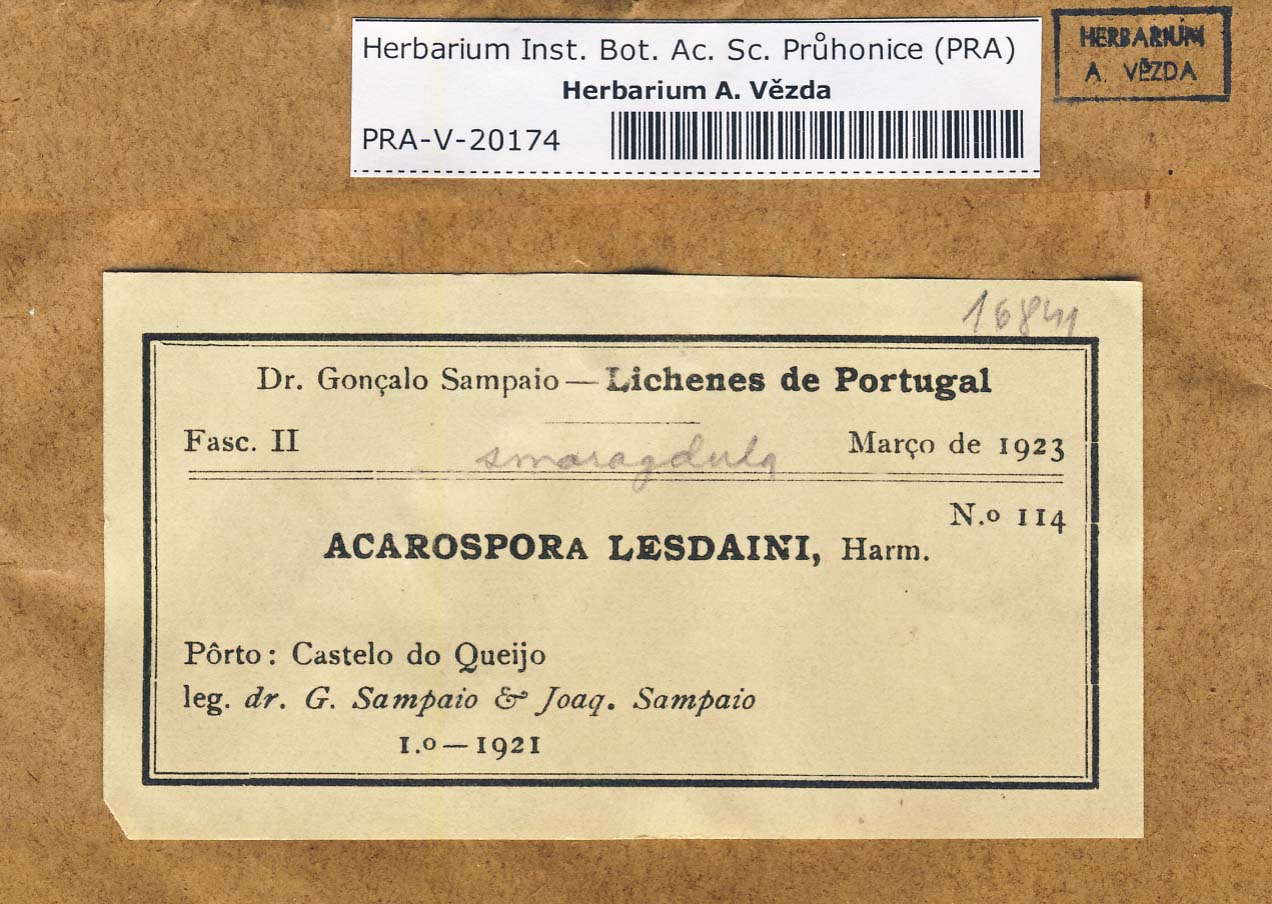 Herbarium Inst. Bot. Ac. Sc. Průhonice (PRA)
Herbarium A. Vězda
PRA-V-20174
HERBARIUM
A. VĚZDA
16841
Dr. Gonçalo Sampaio — Lichenes de Portugal
Fasc. II
Março de 1923
smaragdula
N.o 114
ACAROSPORA LESDAINI, Harm.
Pôrto: Castelo do Queijo
leg. dr. G. Sampaio & Joaq. Sampaio
1.o — 1921